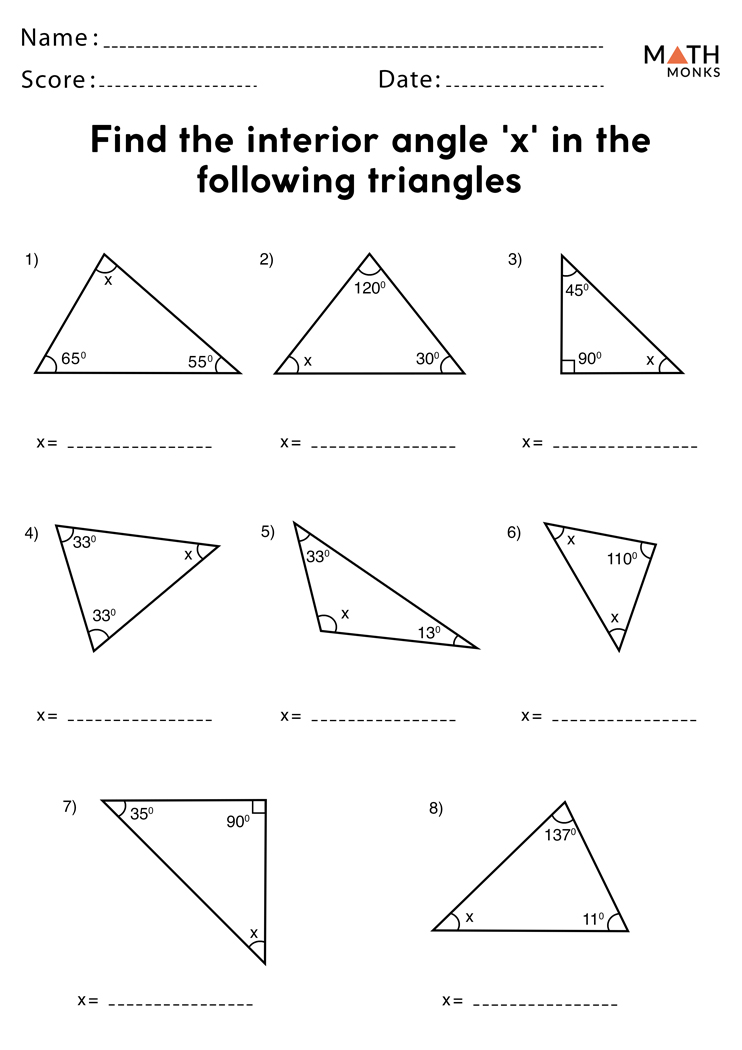 Name:
MATH
MONKS
Score: Date:
Find the interior angle 'x' in the
following triangles
1) 2) 3)
x 120⁰ 45⁰
65⁰ 55⁰ x 30⁰ 90⁰ x
x= x= x=
4) 5) 6)
33⁰ x 33⁰ x 110⁰
33⁰ x 13⁰ x
x= x= x=
7) 8)
35⁰ 90⁰ 137⁰
x x 11⁰
x= x=